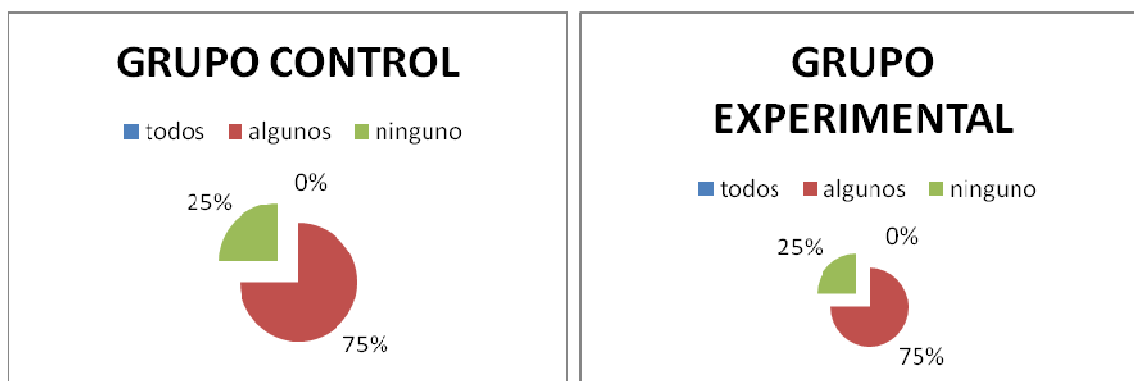 GRUPO CONTROL
todos algunos ninguno
0%
25%
75%
GRUPO
EXPERIMENTAL
todos algunos ninguno
0%
25%
75%